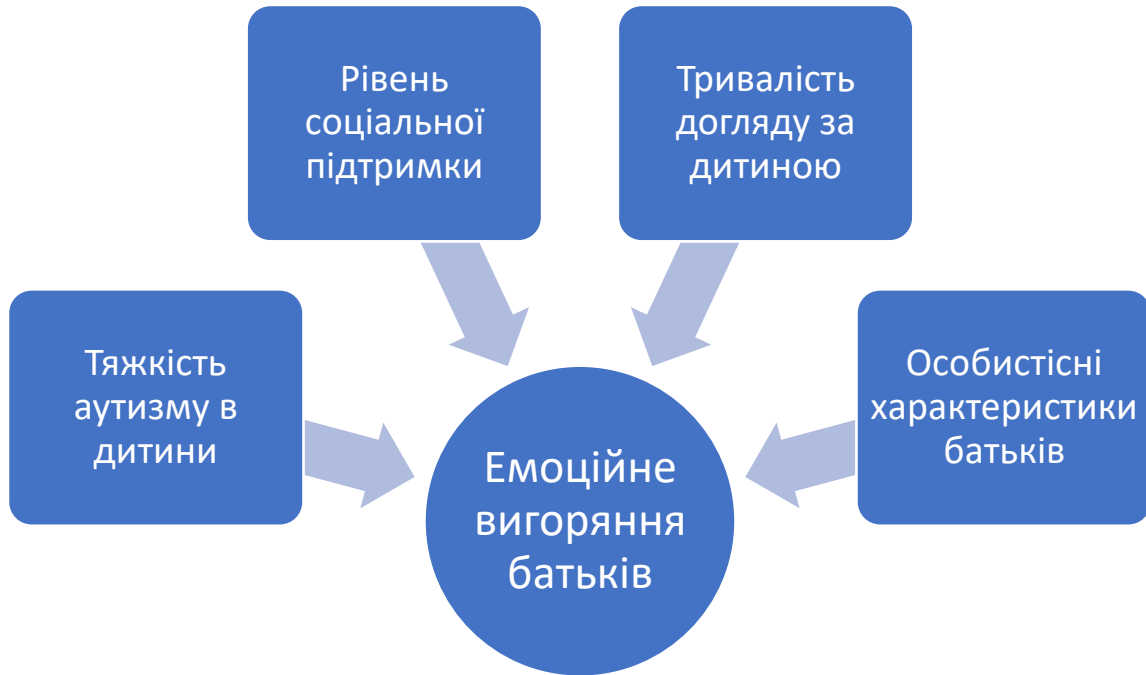 Рівень
соціальної
підтримки
Тривалість
догляду за
дитиною
Тяжкість
аутизму в
дитини
Особистісні
характеристики
батьків
Емоційне
вигоряння
батьків